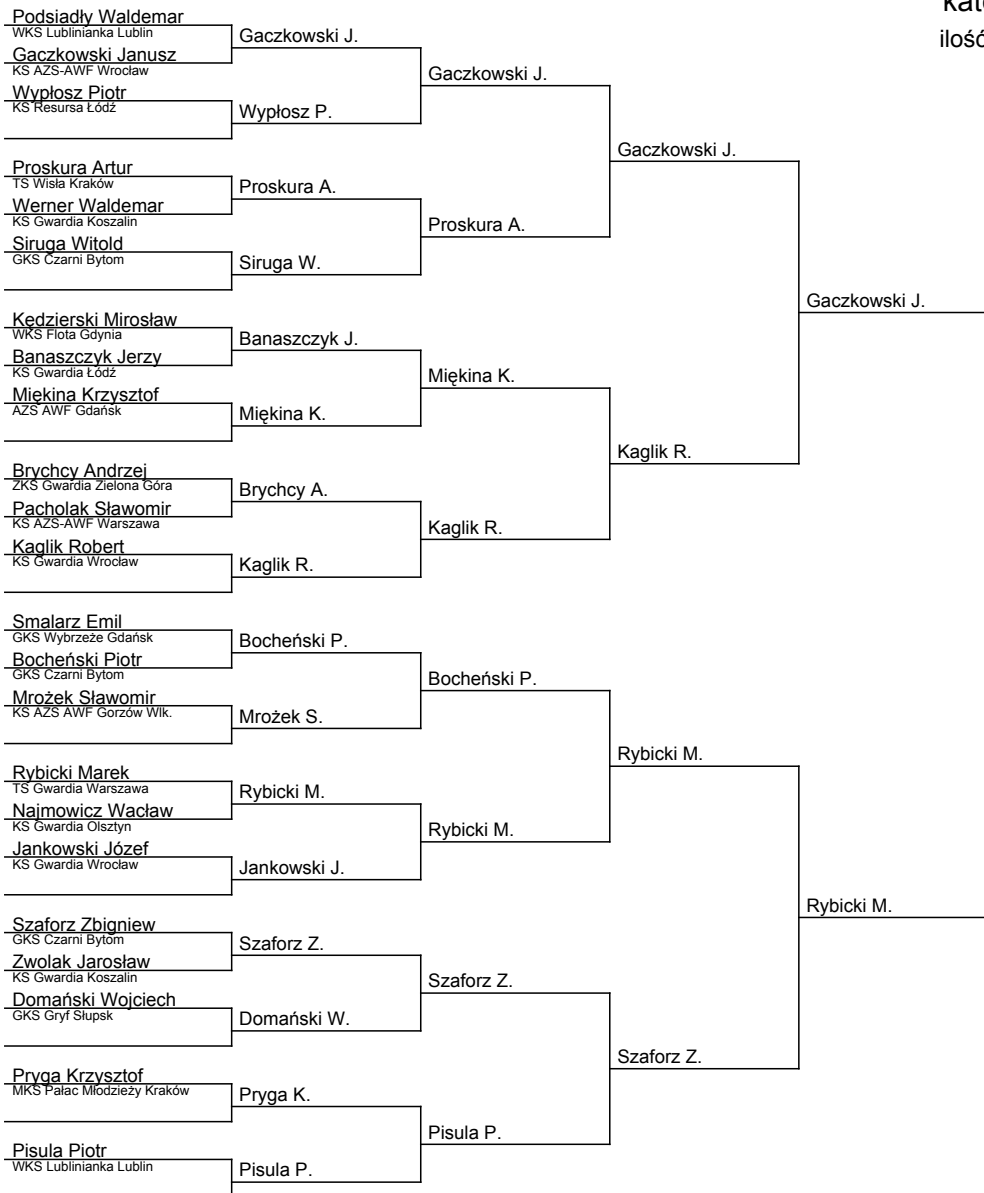 Podsiadły Waldemar
WKS Lublinianka Lublin
Gaczkowski Janusz
KS AZS-AWF Wrocław
Wypłosz Piotr
KS Resursa Łódź
Proskura Artur
TS Wisła Kraków
Werner Waldemar
KS Gwardia Koszalin
Siruga Witold
GKS Czarni Bytom
Kędzierski Mirosław
WKS Flota Gdynia
Banaszczyk Jerzy
KS Gwardia Łódź
Miękina Krzysztof
AZS AWF Gdańsk
Brychcy Andrzej
ZKS Gwardia Zielona Góra
Pacholak Sławomir
KS AZS-AWF Warszawa
Kaglik Robert
KS Gwardia Wrocław
Smalarz Emil
GKS Wybrzeże Gdańsk
Bocheński Piotr
GKS Czarni Bytom
Mrożek Sławomir
KS AZS AWF Gorzów Wlk.
Rybicki Marek
TS Gwardia Warszawa
Najmowicz Wacław
KS Gwardia Olsztyn
Jankowski Józef
KS Gwardia Wrocław
Szaforz Zbigniew
GKS Czarni Bytom
Zwolak Jarosław
KS Gwardia Koszalin
Domański Wojciech
GKS Gryf Słupsk
Pryga Krzysztof
MKS Pałac Młodzieży Kraków
Pisula Piotr
WKS Lublinianka Lublin
Gaczkowski J.
Wypłosz P.
Proskura A.
Siruga W.
Banaszczyk J.
Miękina K.
Brychcy A.
Kaglik R.
Bocheński P.
Mrożek S.
Rybicki M.
Jankowski J.
Szaforz Z.
Domański W.
Pryga K.
Pisula P.
Gaczkowski J.
Proskura A.
Miękina K.
Kaglik R.
Bocheński P.
Rybicki M.
Szaforz Z.
Pisula P.
Gaczkowski J.
Kaglik R.
Rybicki M.
Szaforz Z.
Gaczkowski J.
Rybicki M.
ilość